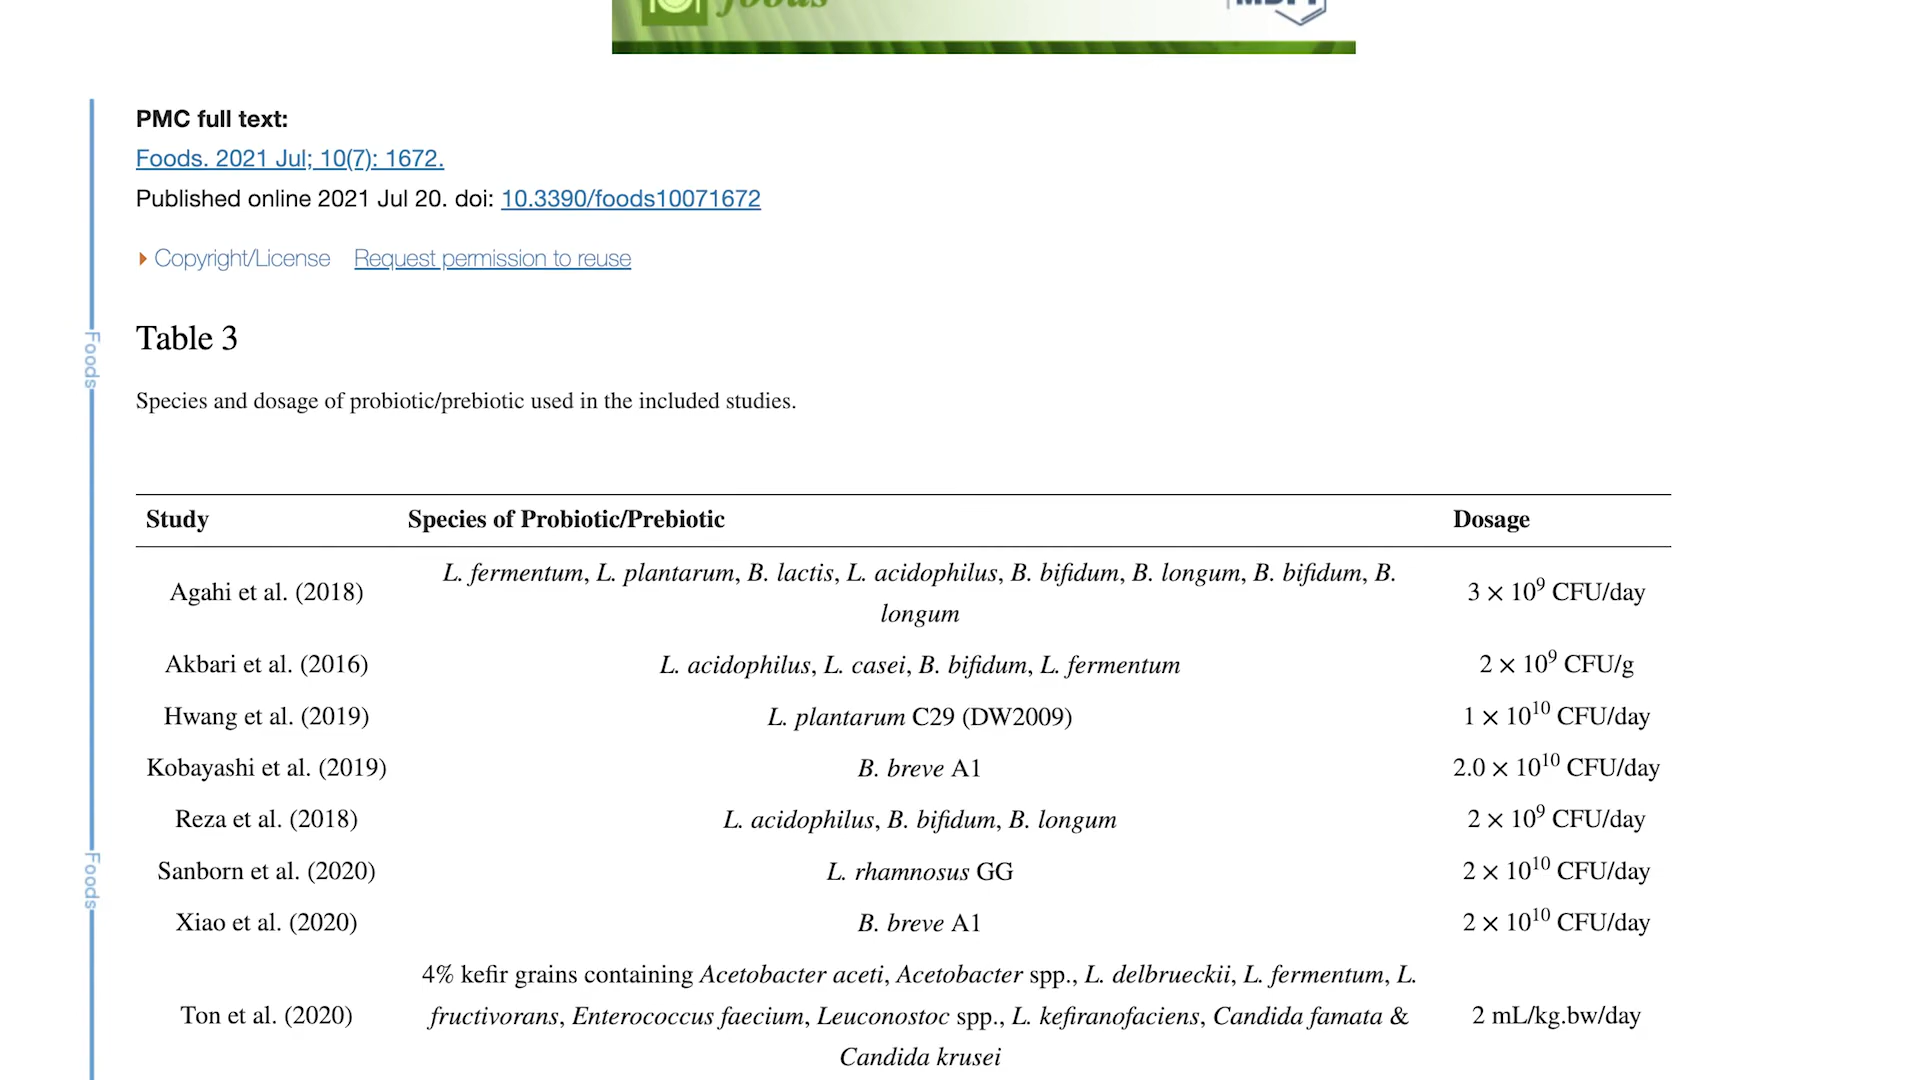 PMC full text:
Foods. 2021 Jul; 10(7): 1672.
Published online 2021 Jul 20. doi: 10.3390/foods10071672
Copyright/License Request permission to reuse
Foods
Foods
Table 3
Species and dosage of probiotic/prebiotic used in the included studies.
Study Species of Probiotic/Prebiotic Dosage
Agahi et al. (2018) L. fermentum, L. plantarum, B. lactis, L. acidophilus, B. bifidum, B. longum, B. bifidum, B. longum 3 × 10⁹ CFU/day
Akbari et al. (2016) L. acidophilus, L. casei, B. bifidum, L. fermentum 2 × 10⁹ CFU/g
Hwang et al. (2019) L. plantarum C29 (DW2009) 1 × 10¹⁰ CFU/day
Kobayashi et al. (2019) B. breve A1 2.0 × 10¹⁰ CFU/day
Reza et al. (2018) L. acidophilus, B. bifidum, B. longum 2 × 10⁹ CFU/day
Sanborn et al. (2020) L. rhamnosus GG 2 × 10¹⁰ CFU/day
Xiao et al. (2020) B. breve A1 2 × 10¹⁰ CFU/day
Ton et al. (2020) 4% kefir grains containing Acetobacter aceti, Acetobacter spp., L. delbrueckii, L. fermentum, L. fructivorans, Enterococcus faecium, Leuconostoc spp., L. kefiranofaciens, Candida famata & Candida krusei 2 mL/kg.bw/day